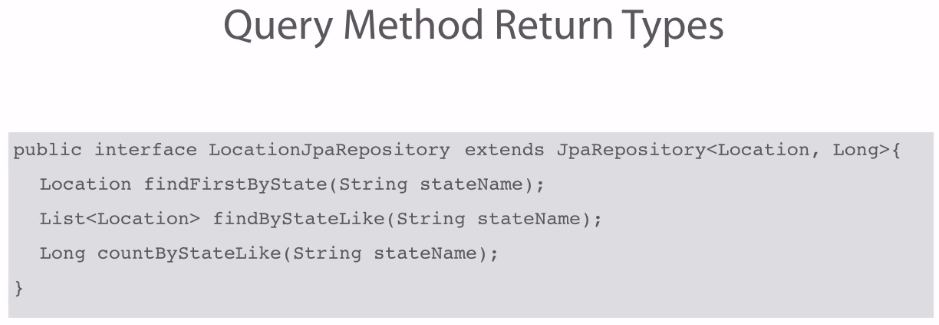 Query Method Return Types
public interface LocationJpaRepository extends JpaRepository<Location, Long>{
Location findFirstByState(String stateName);
List<Location> findByStateLike(String stateName);
Long countByStateLike(String stateName);
}